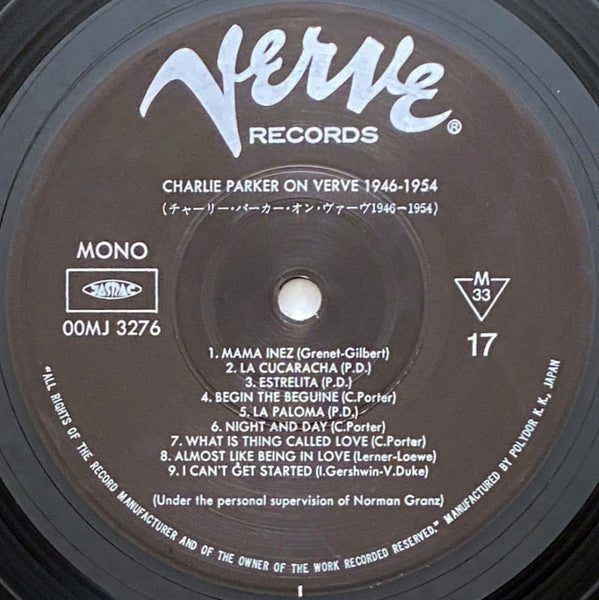 Verve®
RECORDS
CHARLIE PARKER ON VERVE 1946-1954
(チャーリー・パーカー・オン・ヴァーヴ1946~1954)
MONO
JASRAC
00MJ 3276
M
33
17
1. MAMA INEZ (Grenet-Gilbert)
2. LA CUCARACHA (P.D.)
3. ESTRELITA (P.D.)
4. BEGIN THE BEGUINE (C.Porter)
5. LA PALOMA (P.D.)
6. NIGHT AND DAY (C.Porter)
7. WHAT IS THING CALLED LOVE (C.Porter)
8. ALMOST LIKE BEING IN LOVE (Lerner-Loewe)
9. I CAN'T GET STARTED (I.Gershwin-V.Duke)
(Under the personal supervision of Norman Granz)
"ALL RIGHTS OF THE RECORD MANUFACTURER AND OF THE OWNER OF THE WORK RECORDED RESERVED." MANUFACTURED BY POLYDOR K.K., JAPAN